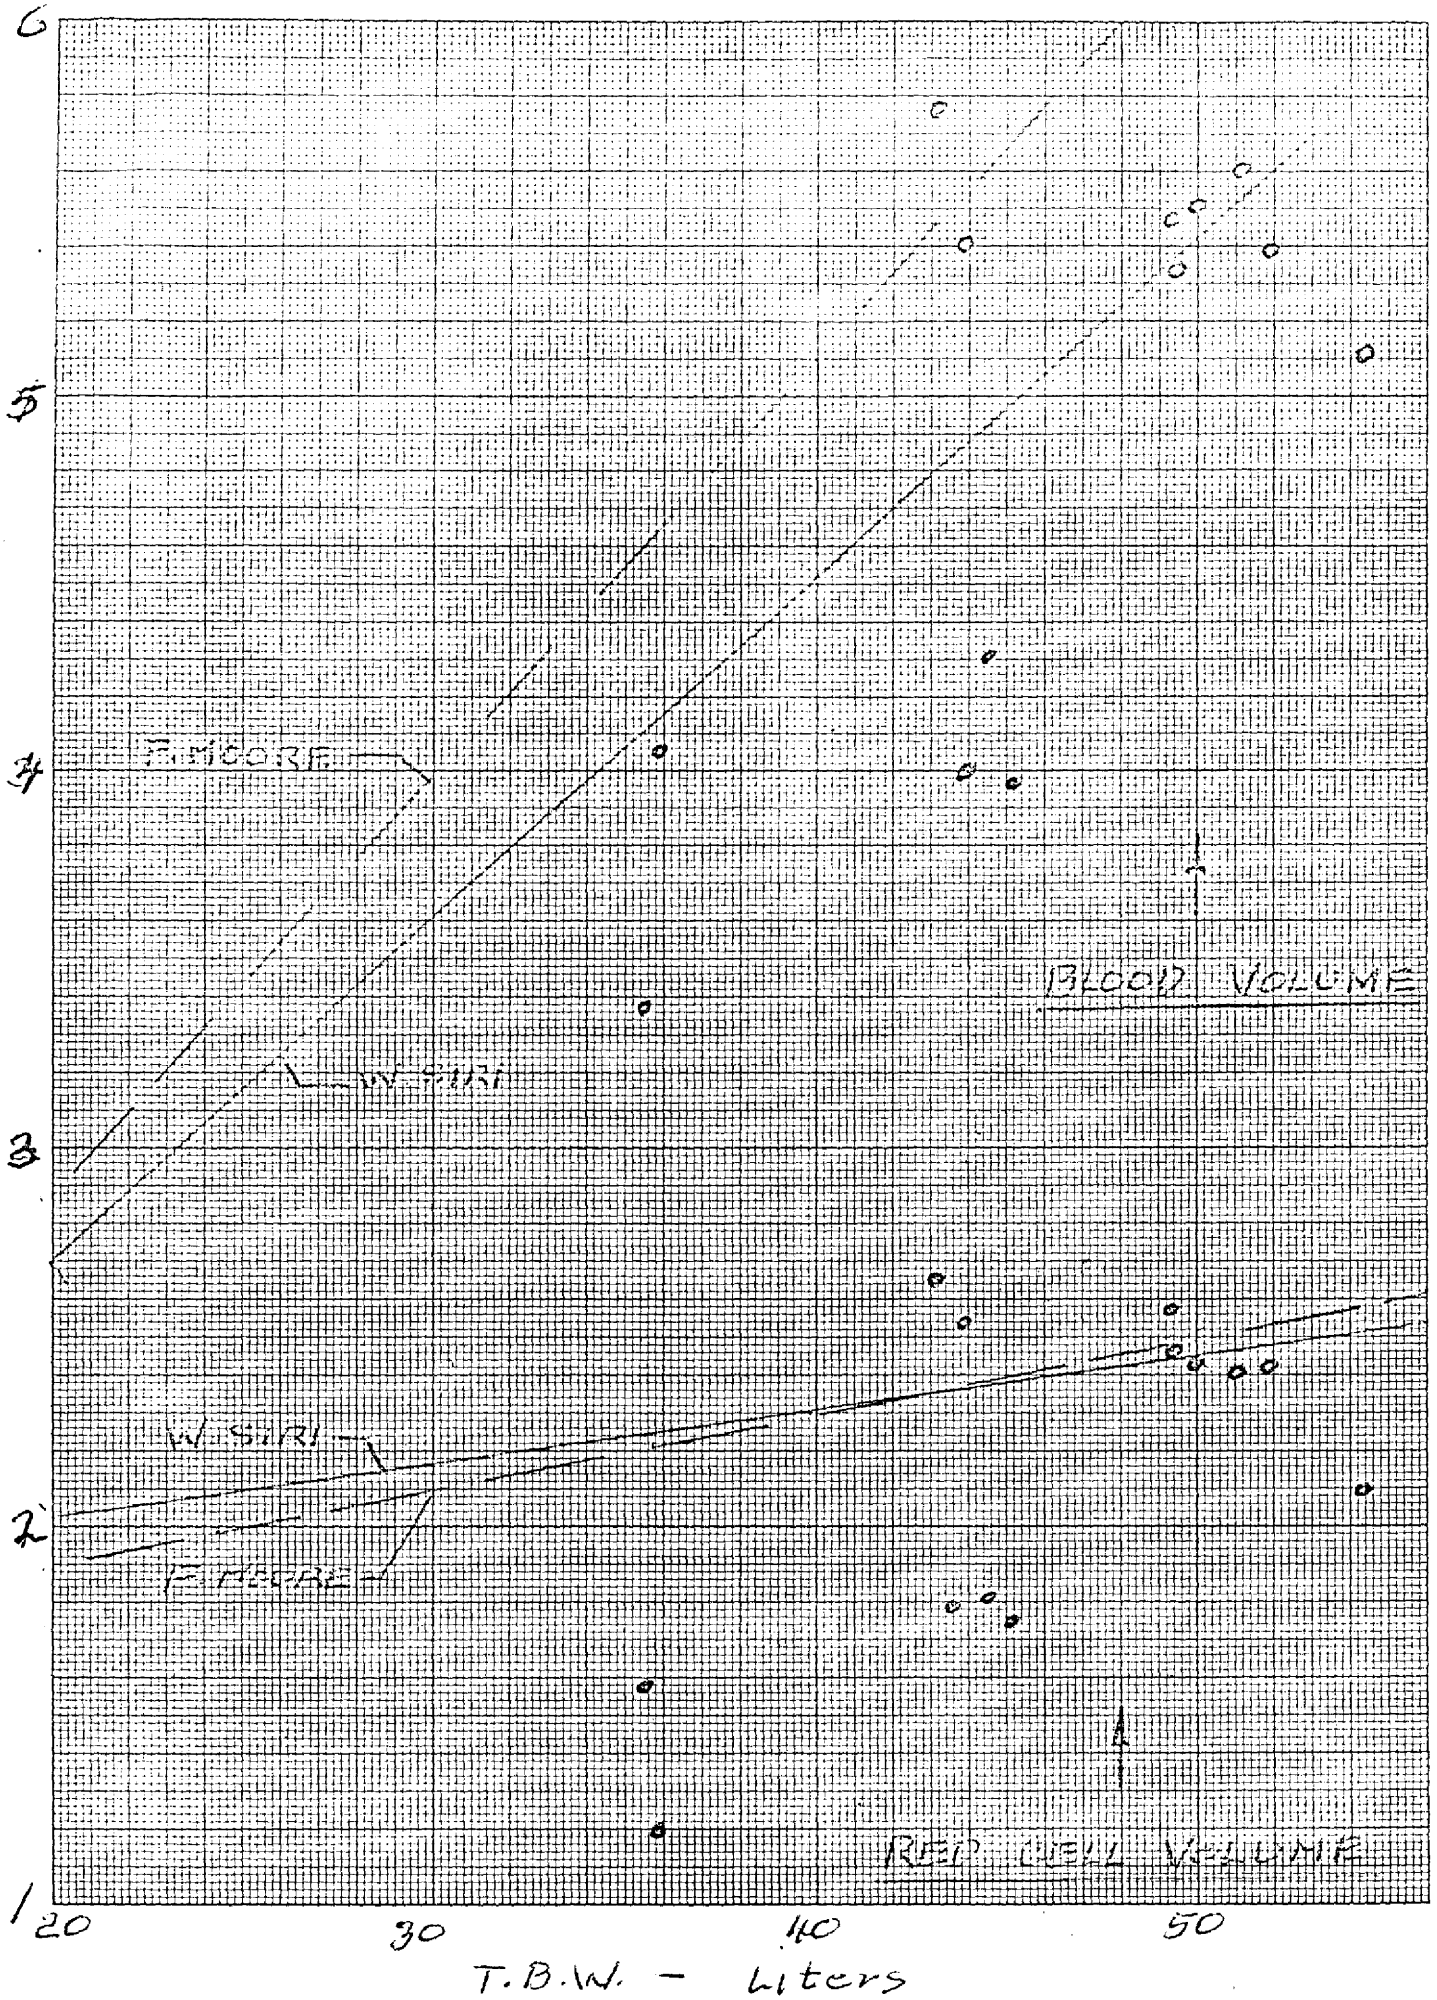 6
5
F. MOORE
4
BLOOD VOLUME
W. SIRI
3
W. SIRI
2
F. MOORE
RED CELL VOLUME
1
20 30 40 50
T.B.W. - Liters